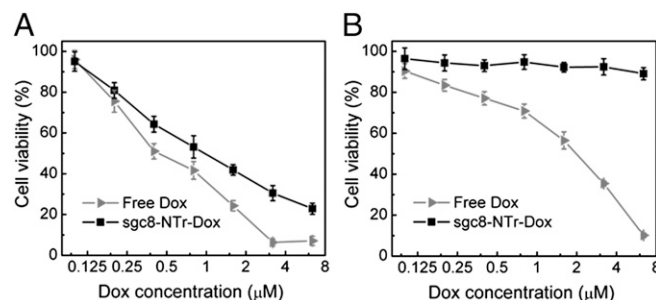 A
Cell viability (%)
100
80
60
40
20
0
Free Dox
sgc8-NTr-Dox
0.125 0.25 0.5 1 2 4 8
Dox concentration (μM)
B
Cell viability (%)
100
80
60
40
20
0
Free Dox
sgc8-NTr-Dox
0.125 0.25 0.5 1 2 4 8
Dox concentration (μM)